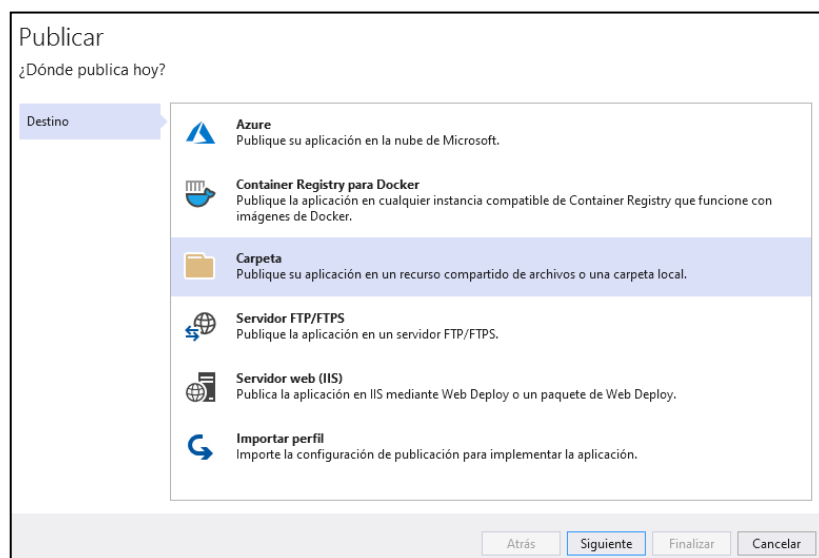 Publicar
¿Dónde publica hoy?
Destino
Azure
Publique su aplicación en la nube de Microsoft.
Container Registry para Docker
Publique la aplicación en cualquier instancia compatible de Container Registry que funcione con
imágenes de Docker.
Carpeta
Publique su aplicación en un recurso compartido de archivos o una carpeta local.
Servidor FTP/FTPS
Publique la aplicación en un servidor FTP/FTPS.
Servidor web (IIS)
Publica la aplicación en IIS mediante Web Deploy o un paquete de Web Deploy.
Importar perfil
Importe la configuración de publicación para implementar la aplicación.
Atrás Siguiente Finalizar Cancelar